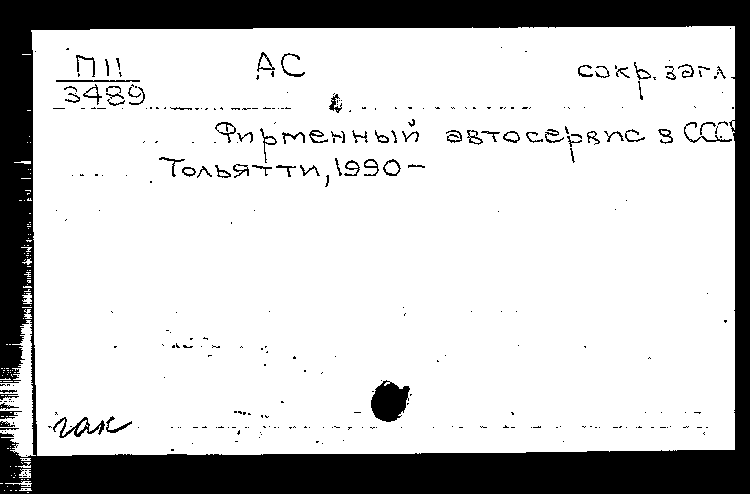 П11 АС сокр. загл.
3489
Фирменный автосервис в СССР
Тольятти, 1990 –
гак